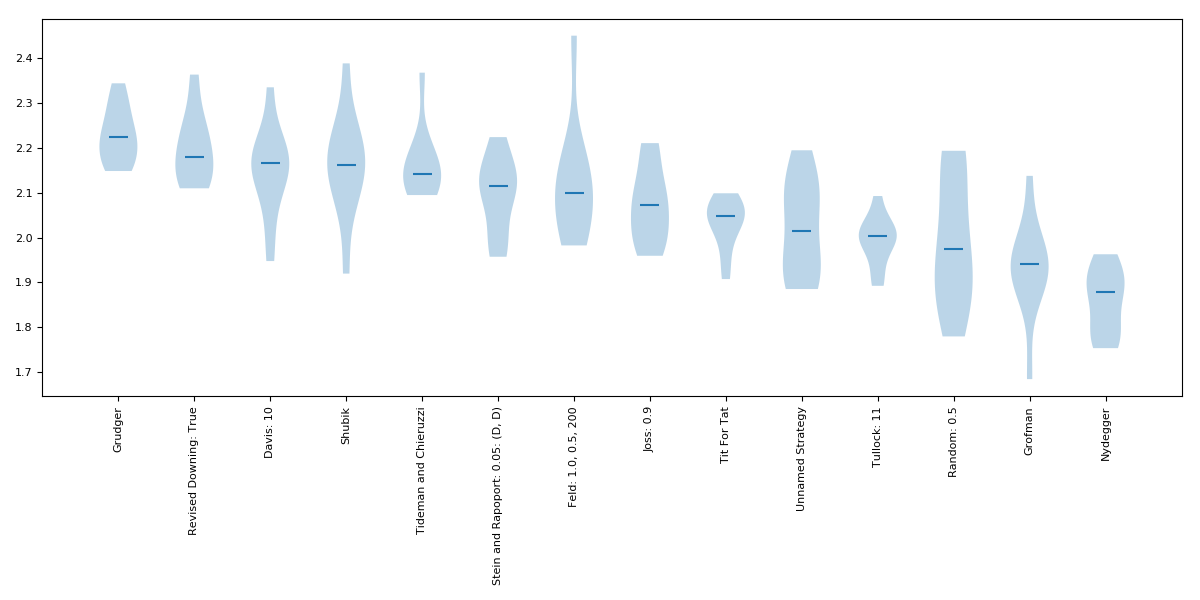 2.4
2.3
2.2
2.1
2.0
1.9
1.8
1.7
Grudger
Revised Downing: True
Davis: 10
Shubik
Tideman and Chieruzzi
Stein and Rapoport: 0.05: (D, D)
Feld: 1.0, 0.5, 200
Joss: 0.9
Tit For Tat
Unnamed Strategy
Tullock: 11
Random: 0.5
Grofman
Nydegger